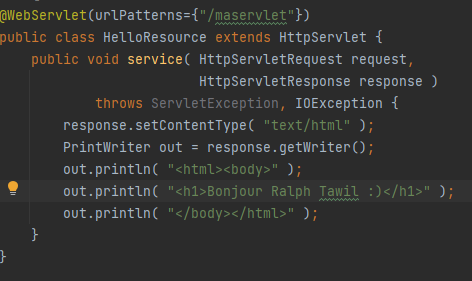 @WebServlet(urlPatterns={"/maservlet"})
public class HelloResource extends HttpServlet {
    public void service( HttpServletRequest request,
                         HttpServletResponse response )
            throws ServletException, IOException {
        response.setContentType( "text/html" );
        PrintWriter out = response.getWriter();
        out.println( "<html><body>" );
        out.println( "<h1>Bonjour Ralph Tawil :)</h1>" );
        out.println( "</body></html>" );
    }
}